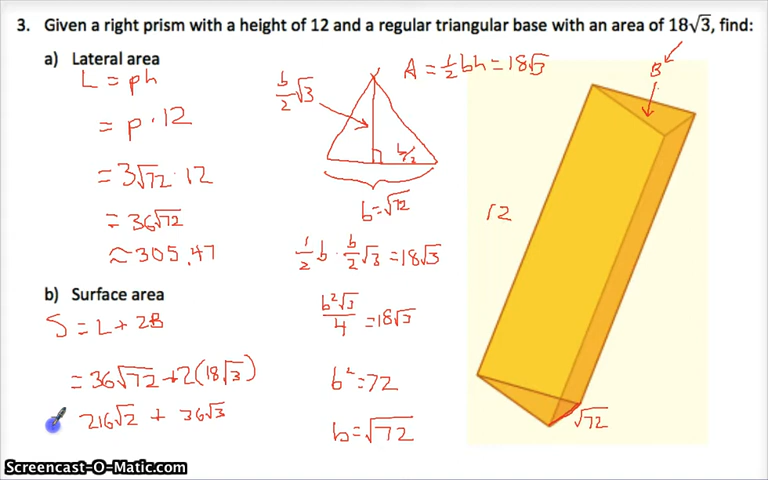 3. Given a right prism with a height of 12 and a regular triangular base with an area of 18√3, find:
a) Lateral area
L = ph
= p · 12
= 3√72 · 12
= 36√72
≈ 305.47
b) Surface area
S = L + 2B
= 36√72 + 2(18√3)
216√2 + 36√3
A = ½bh = 18√3
b/2 √3
b/2
b = √72
½b · b/2 √3 = 18√3
b²√3/4 = 18√3
b² = 72
b = √72
B
12
√72
Screencast-O-Matic.com